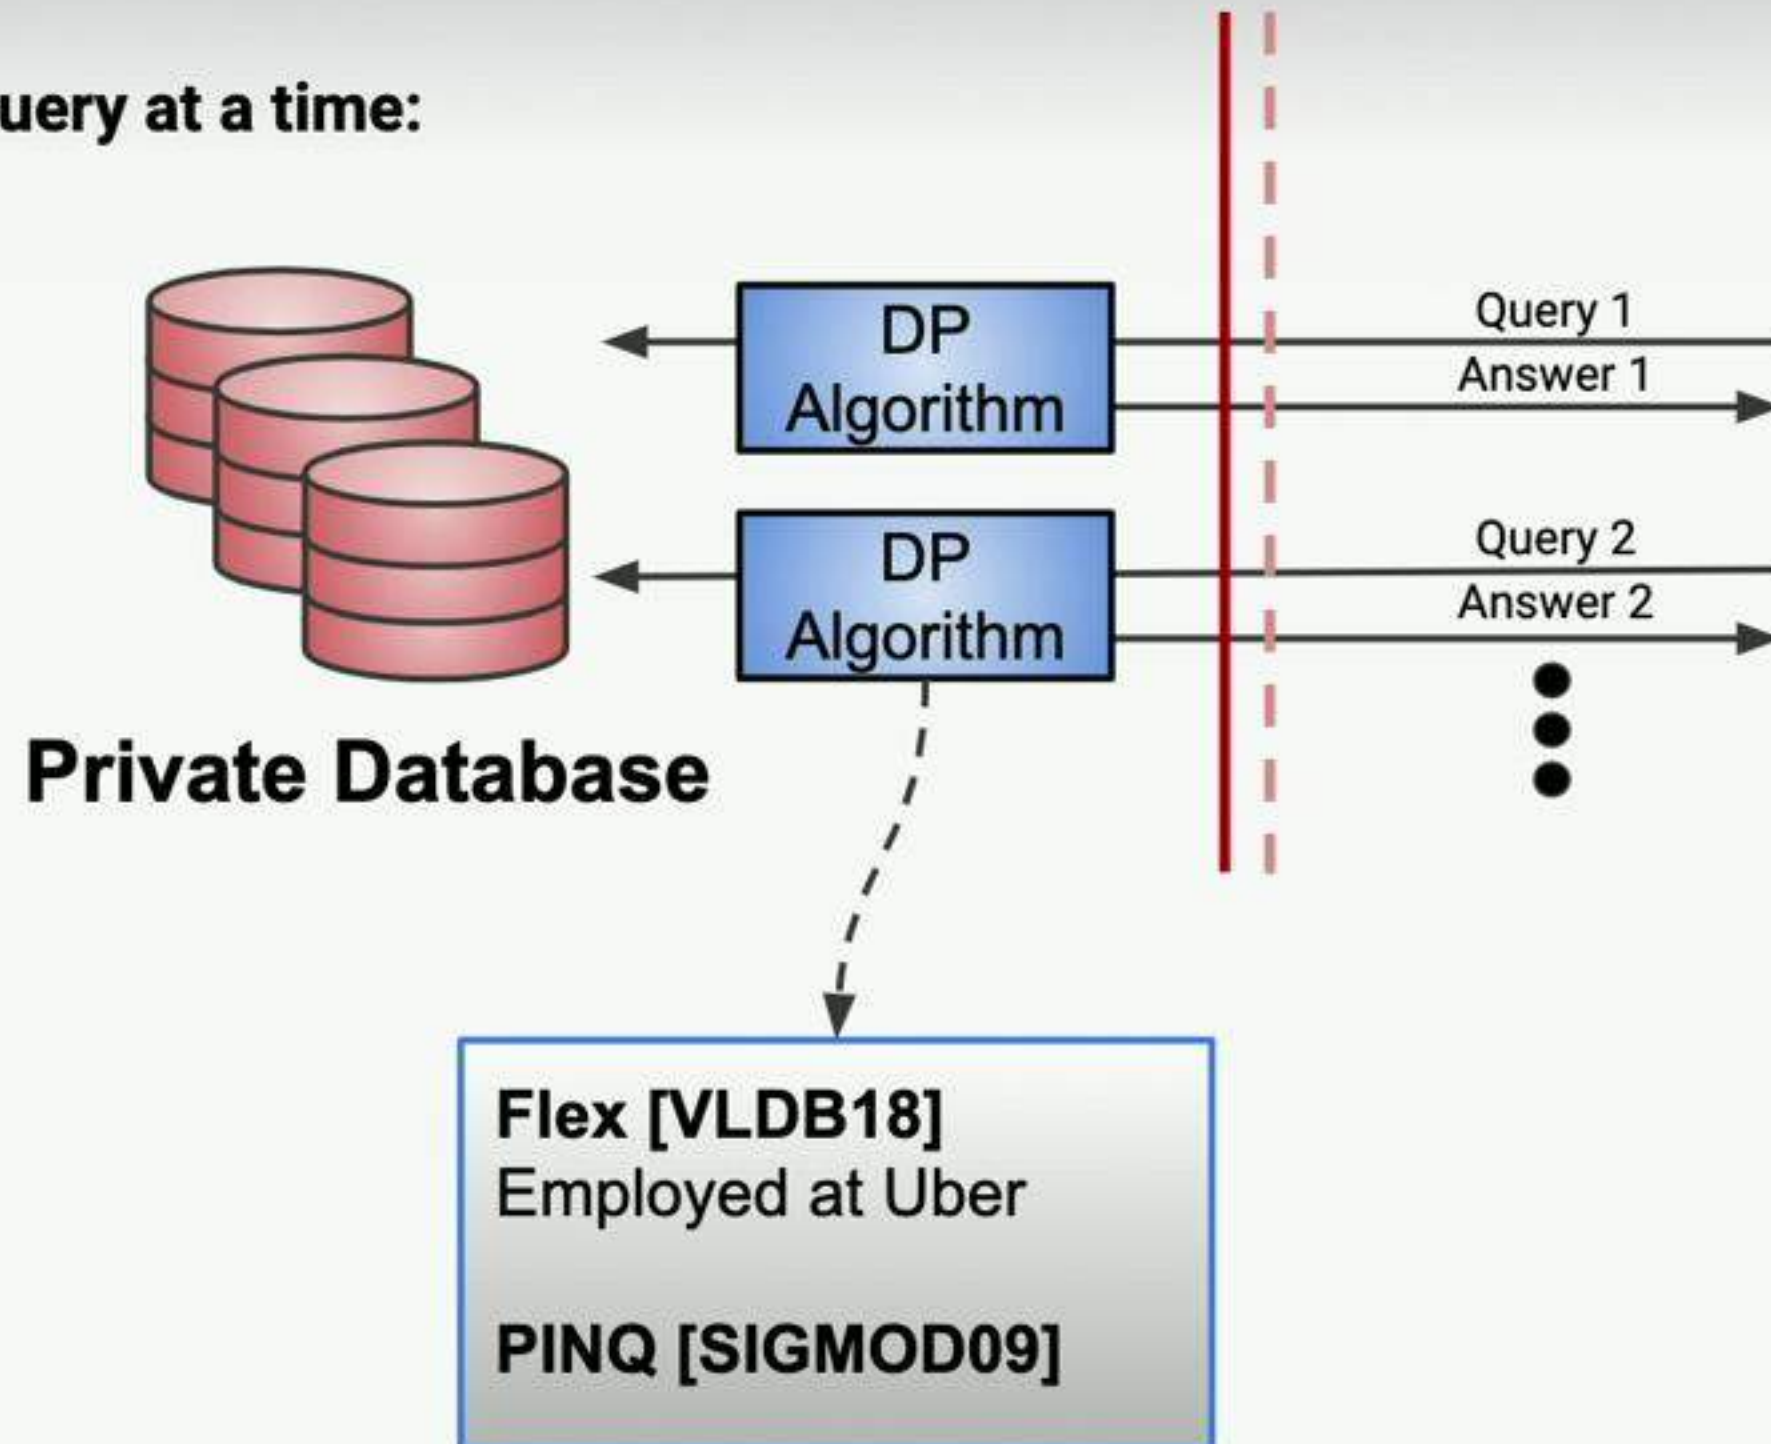 uery at a time:
DP
Algorithm
Query 1
Answer 1
DP
Algorithm
Query 2
Answer 2
Private Database
Flex [VLDB18]
Employed at Uber
PINQ [SIGMOD09]